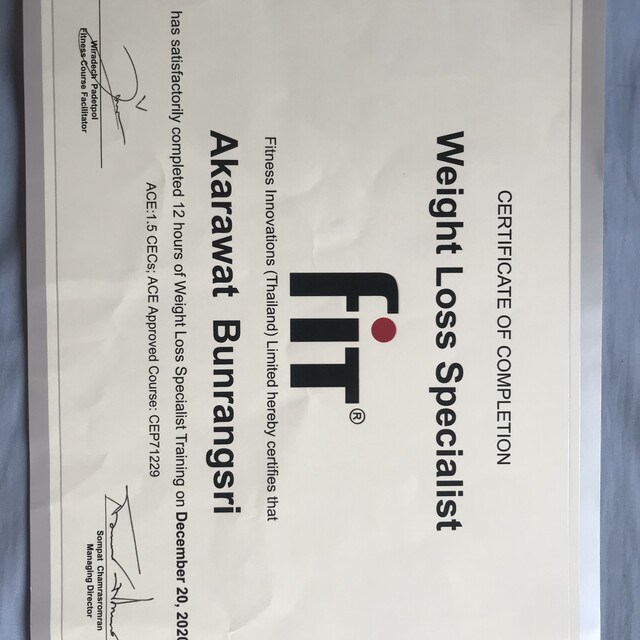 CERTIFICATE OF COMPLETION
Weight Loss Specialist
FiT®
Fitness Innovations (Thailand) Limited hereby certifies that
Akarawat Bunrangsri
has satisfactorily completed 12 hours of Weight Loss Specialist Training on December 20, 2020
ACE:1.5 CECs; ACE Approved Course: CEP71229
Wiradech Padetpol
Fitness-Course Facilitator
Sompat Chamrasromran
Managing Director